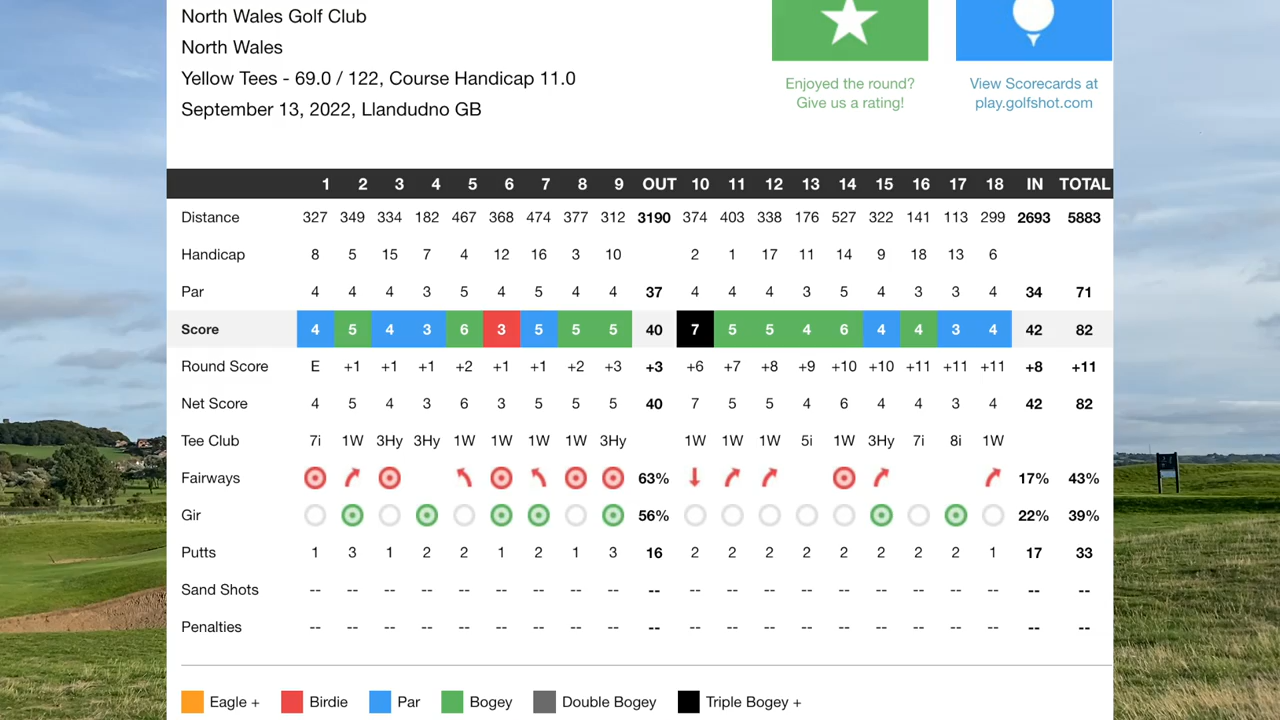 North Wales Golf Club
North Wales
Yellow Tees - 69.0 / 122, Course Handicap 11.0
September 13, 2022, Llandudno GB
Enjoyed the round?
Give us a rating!
View Scorecards at
play.golfshot.com
1 2 3 4 5 6 7 8 9 OUT 10 11 12 13 14 15 16 17 18 IN TOTAL
Distance 327 349 334 182 467 368 474 377 312 3190 374 403 338 176 527 322 141 113 299 2693 5883
Handicap 8 5 15 7 4 12 16 3 10 2 1 17 11 14 9 18 13 6
Par 4 4 4 3 5 4 5 4 4 37 4 4 4 3 5 4 3 3 4 34 71
Score 4 5 4 3 6 3 5 5 5 40 7 5 5 4 6 4 4 3 4 42 82
Round Score E +1 +1 +1 +2 +1 +1 +2 +3 +3 +6 +7 +8 +9 +10 +10 +11 +11 +11 +8 +11
Net Score 4 5 4 3 6 3 5 5 5 40 7 5 5 4 6 4 4 3 4 42 82
Tee Club 7i 1W 3Hy 3Hy 1W 1W 1W 1W 3Hy 1W 1W 1W 5i 1W 3Hy 7i 8i 1W
Fairways 63% 17% 43%
Gir 56% 22% 39%
Putts 1 3 1 2 2 1 2 1 3 16 2 2 2 2 2 2 2 2 1 17 33
Sand Shots -- -- -- -- -- -- -- -- -- -- -- -- -- -- -- -- -- -- -- -- --
Penalties -- -- -- -- -- -- -- -- -- -- -- -- -- -- -- -- -- -- -- -- --
Eagle + Birdie Par Bogey Double Bogey Triple Bogey +